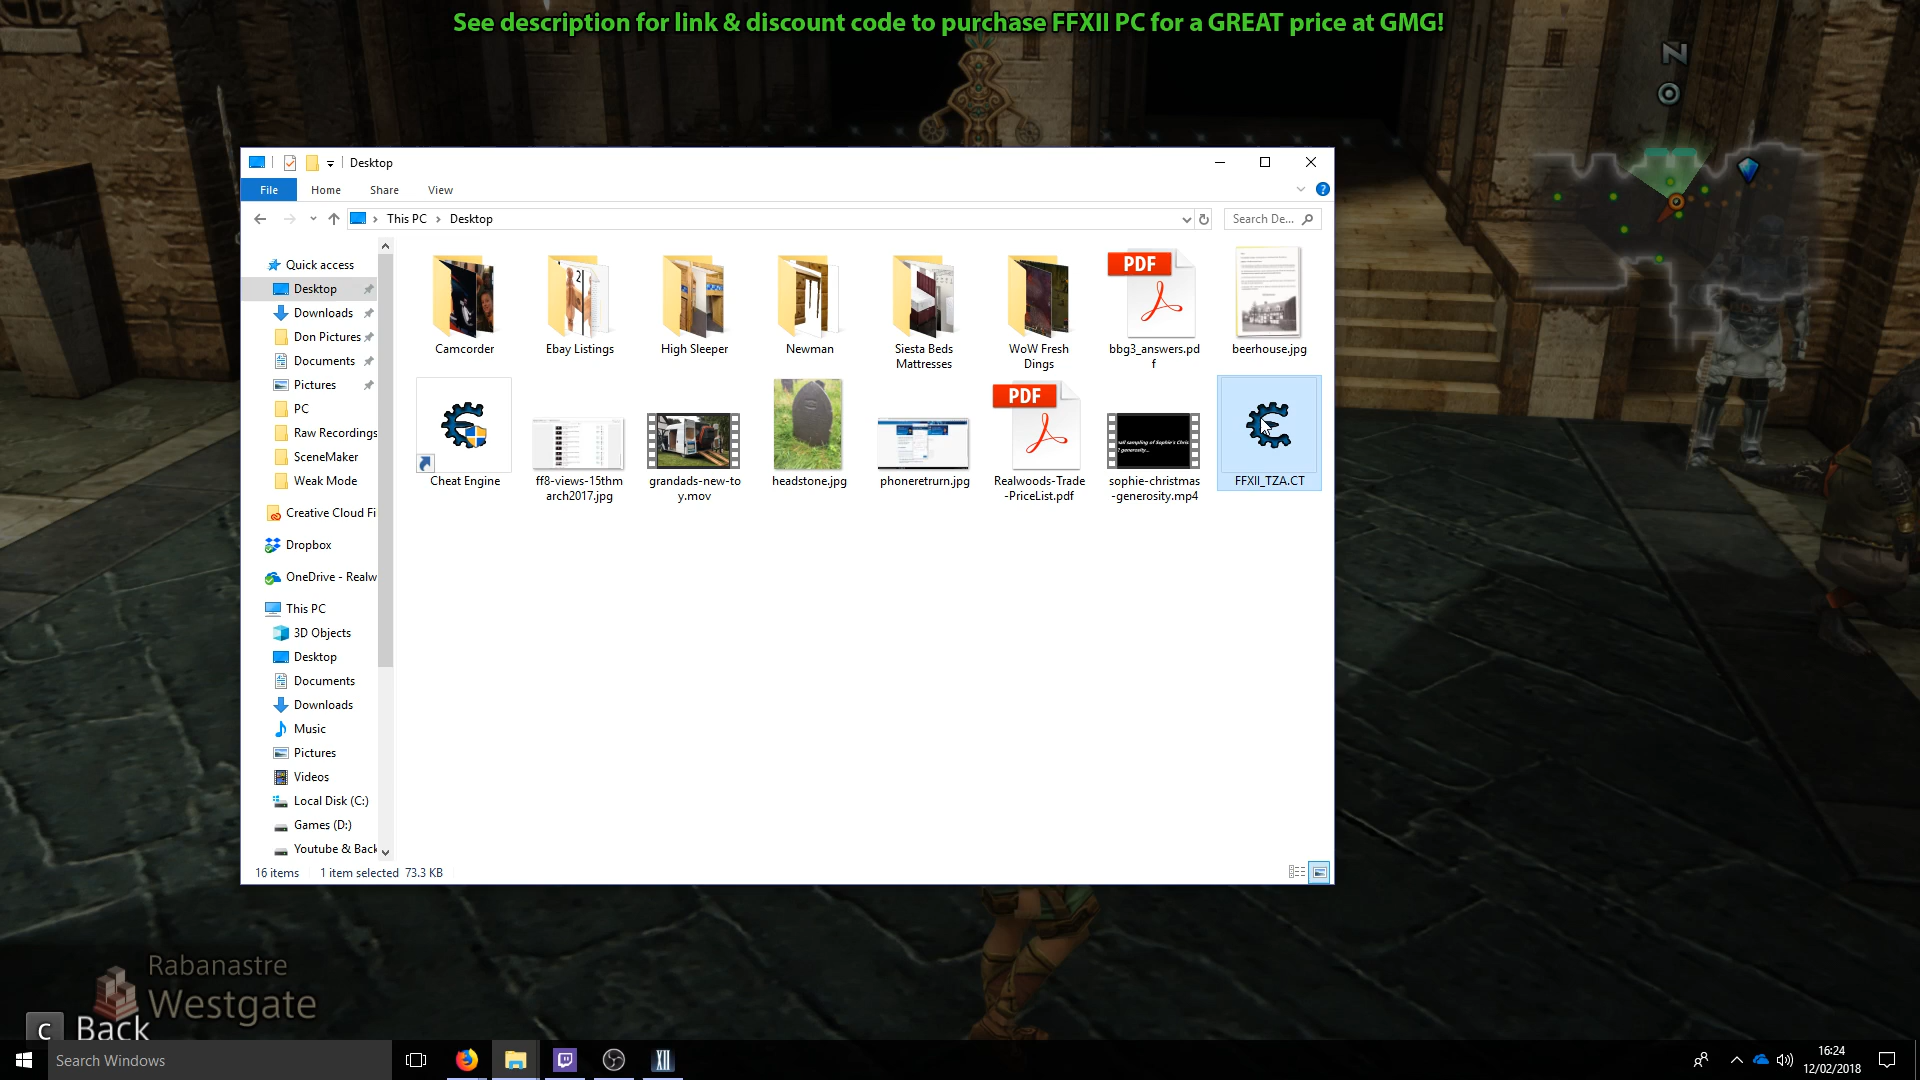 See description for link & discount code to purchase FFXII PC for a GREAT price at GMG!
N
Desktop
File
Home
Share
View
This PC
Desktop
Search De...
Quick access
Desktop
Downloads
Don Pictures
Documents
Pictures
PC
Raw Recordings
SceneMaker
Weak Mode
Creative Cloud Fi
Dropbox
OneDrive - Realw
This PC
3D Objects
Desktop
Documents
Downloads
Music
Pictures
Videos
Local Disk (C:)
Games (D:)
Youtube & Back
Camcorder
Ebay Listings
High Sleeper
Newman
Siesta Beds
Mattresses
WoW Fresh
Dings
PDF
bbg3_answers.pd
f
beerhouse.jpg
Cheat Engine
ff8-views-15thm
arch2017.jpg
grandads-new-to
y.mov
headstone.jpg
phoneretrurn.jpg
PDF
Realwoods-Trade
-PriceList.pdf
sophie-christmas
-generosity.mp4
FFXII_TZA.CT
16 items
1 item selected 73.3 KB
Rabanastre
Westgate
C Back
Search Windows
XII
16:24
12/02/2018